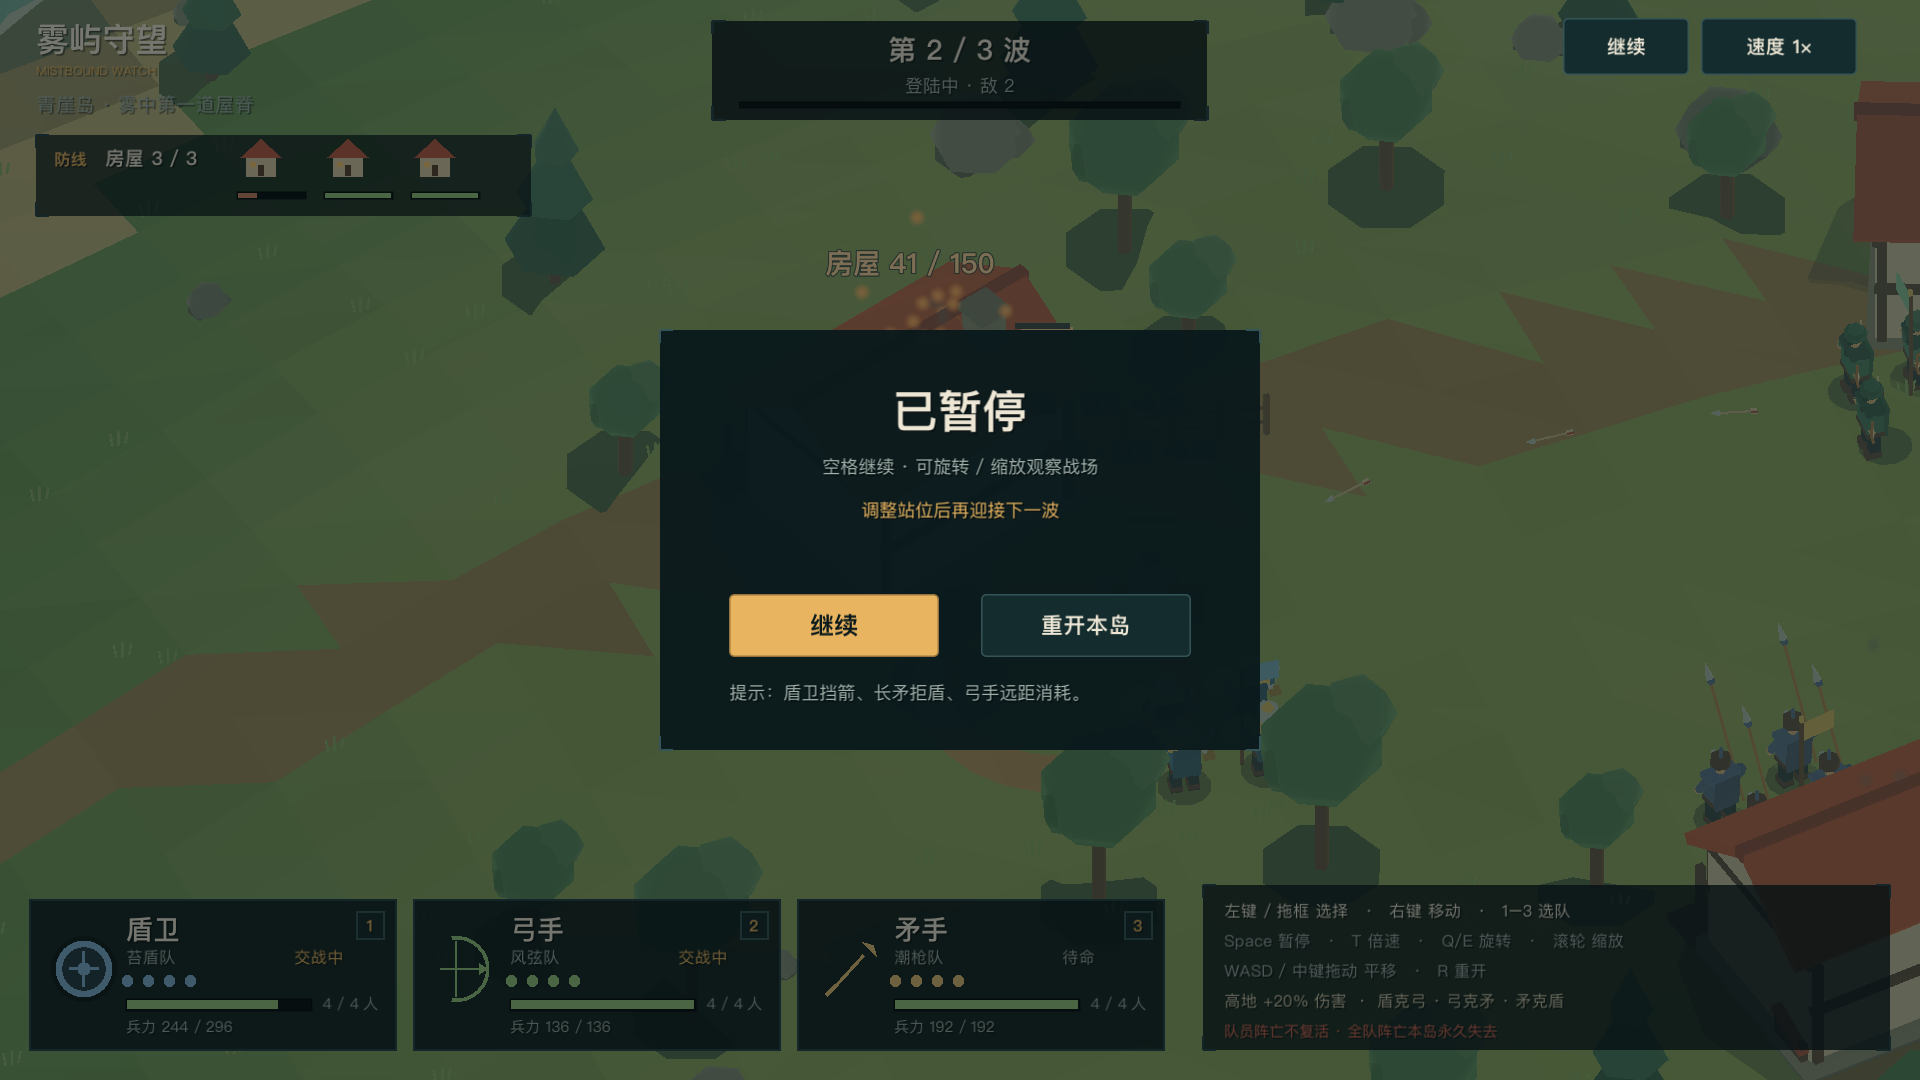 雾屿守望
MISTBOUND WATCH
青崖岛 · 雾中第一道屋脊
防线 房屋 3 / 3
第 2 / 3 波
登陆中 · 敌 2
继续
速度 1×
房屋 41 / 150
已暂停
空格继续 · 可旋转 / 缩放观察战场
调整站位后再迎接下一波
继续
重开本岛
提示：盾卫挡箭、长矛拒盾、弓手远距消耗。
盾卫
1
苔盾队
交战中
4 / 4 人
兵力 244 / 296
弓手
2
风弦队
交战中
4 / 4 人
兵力 136 / 136
矛手
3
潮枪队
待命
4 / 4 人
兵力 192 / 192
左键 / 拖框 选择 · 右键 移动 · 1–3 选队
Space 暂停 · T 倍速 · Q/E 旋转 · 滚轮 缩放
WASD / 中键拖动 平移 · R 重开
高地 +20% 伤害 · 盾克弓 · 弓克矛 · 矛克盾
队员阵亡不复活 · 全队阵亡本岛永久失去